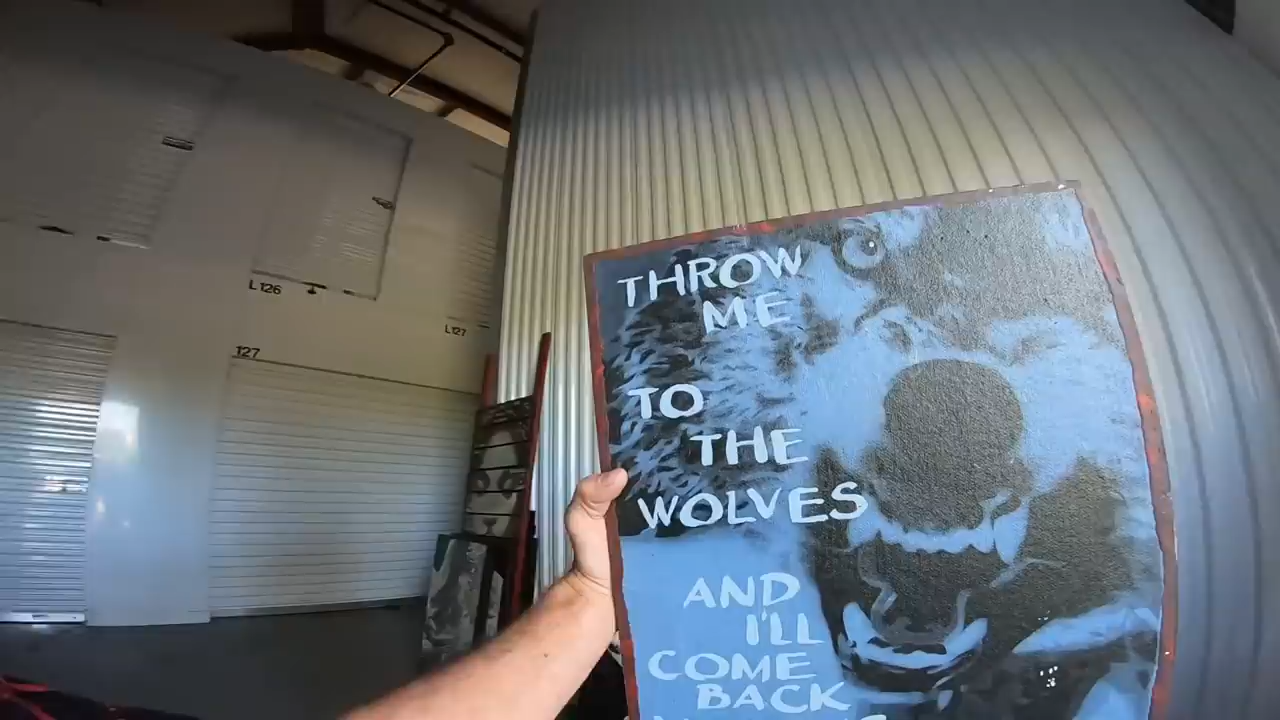 L126
L127
127
THROW
ME
TO
THE
WOLVES
AND
I'LL
COME
BACK